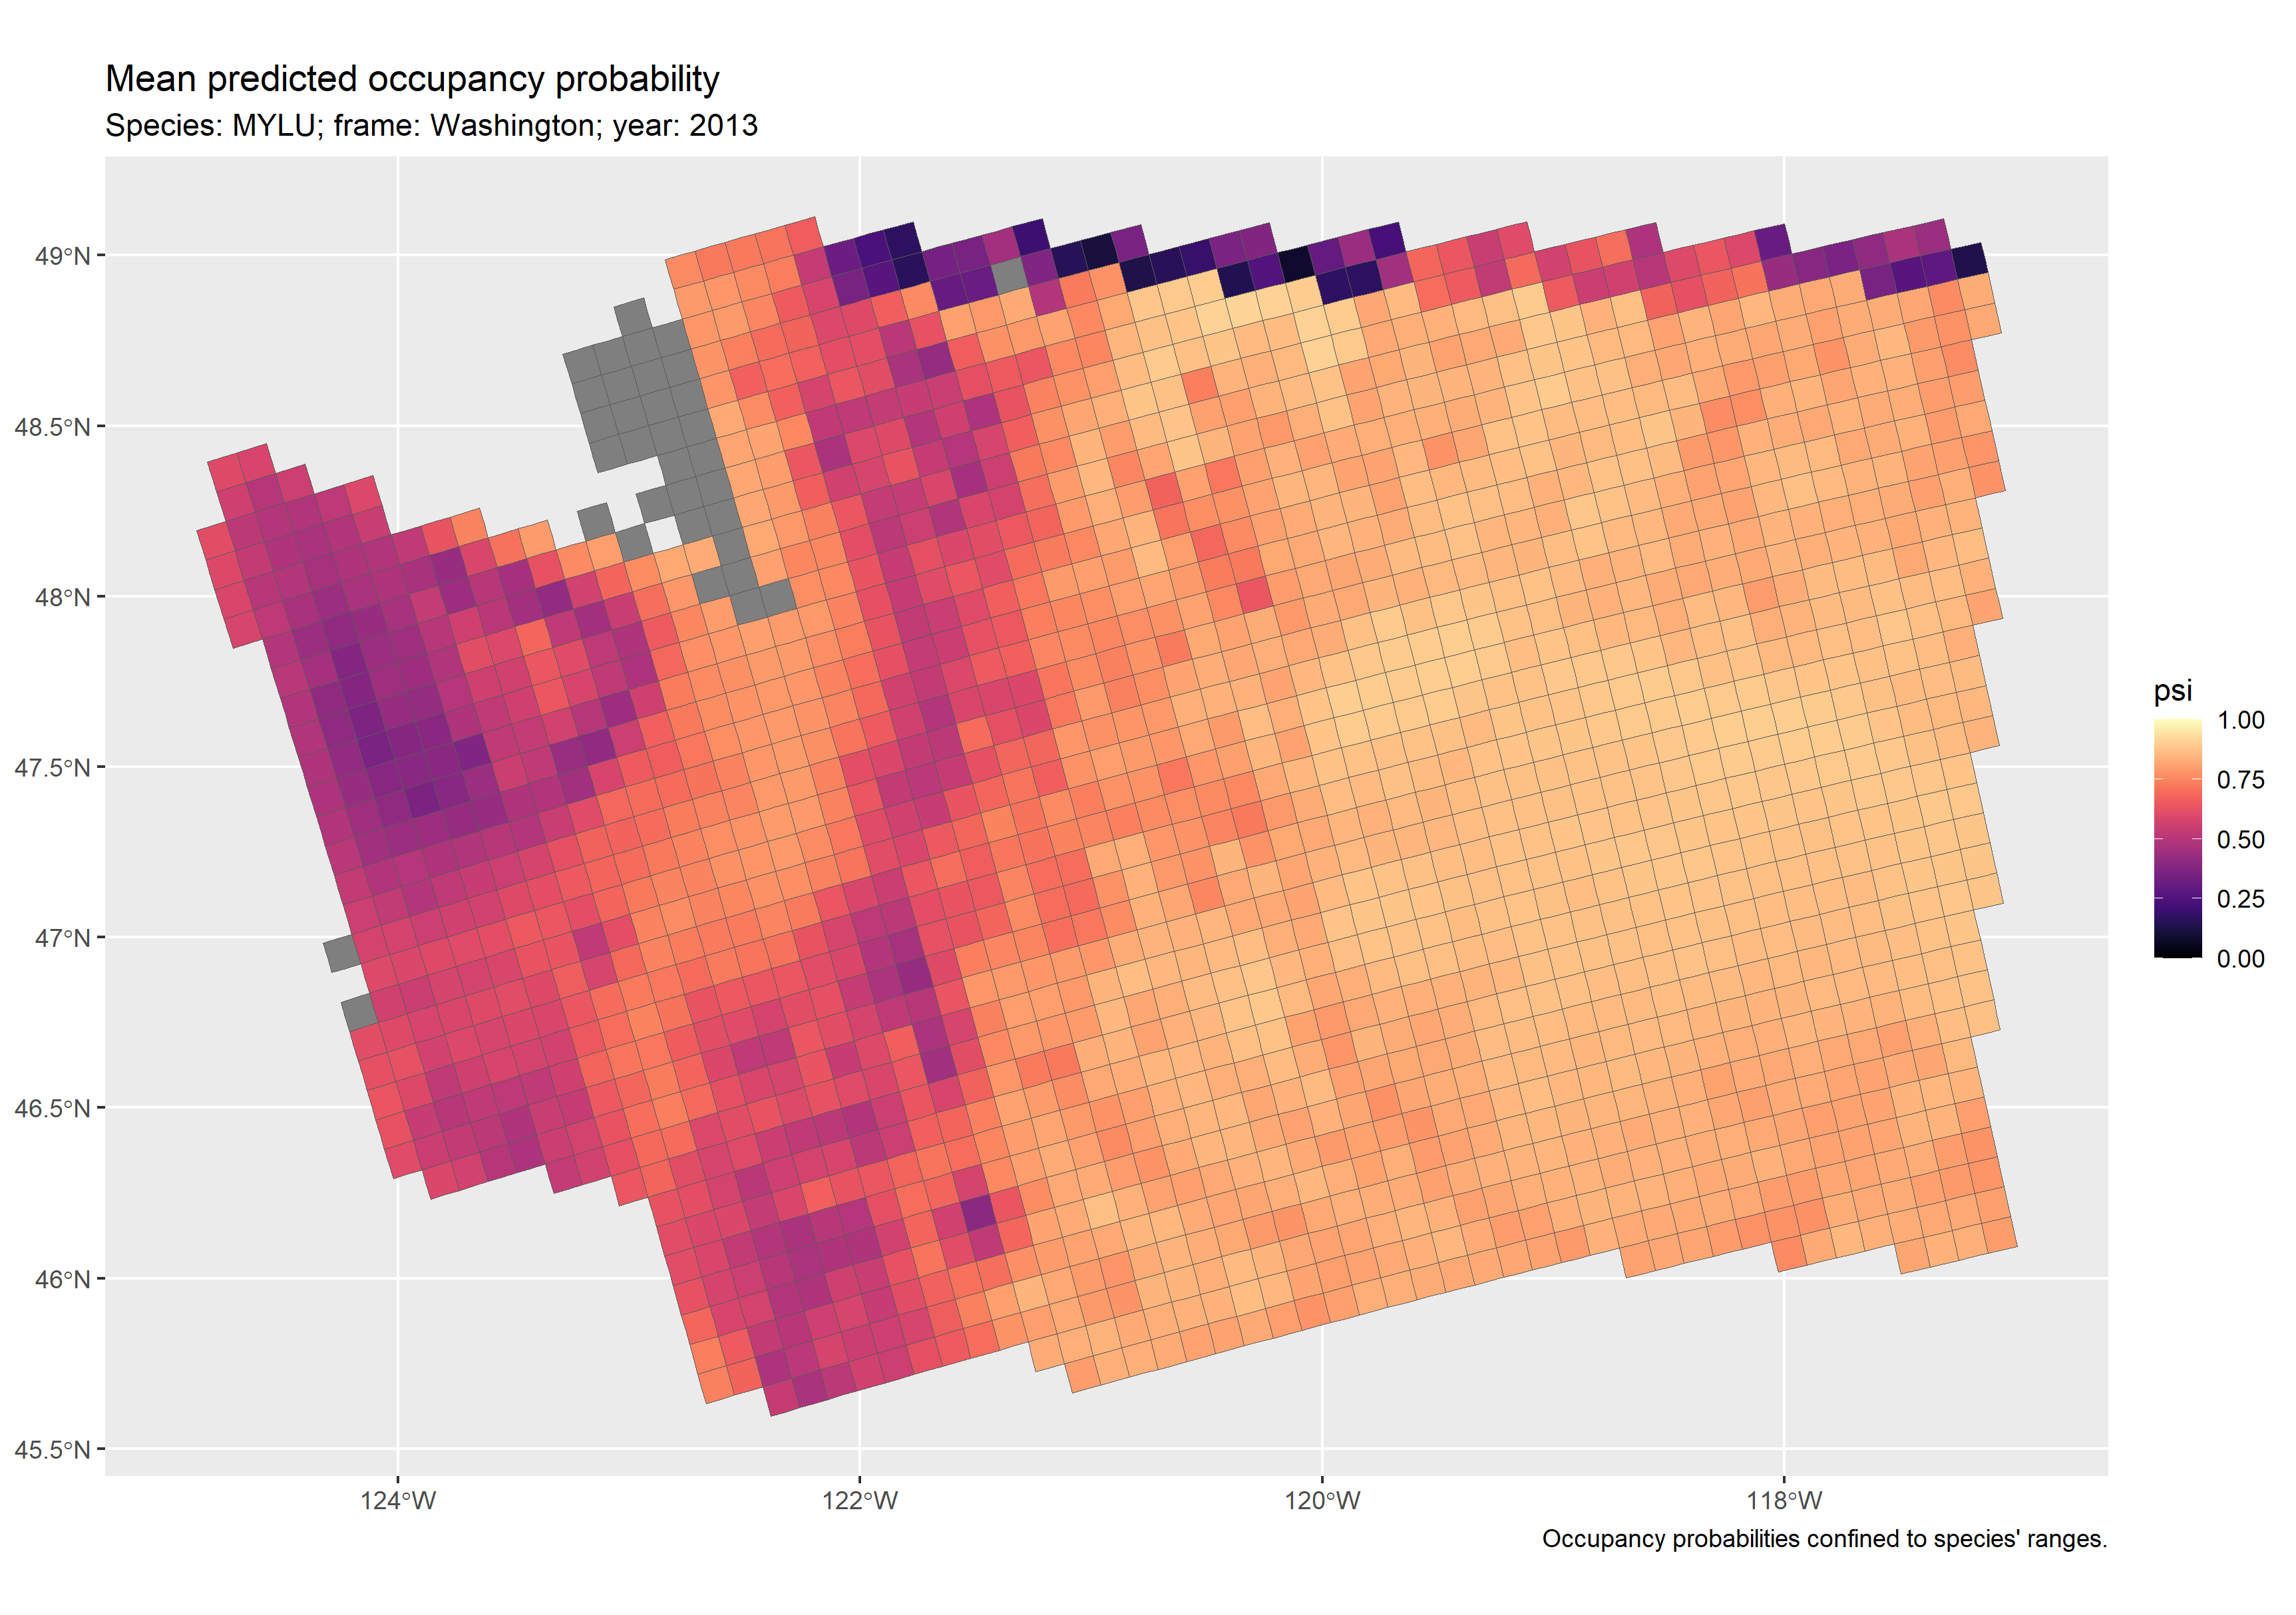 Mean predicted occupancy probability
Species: MYLU; frame: Washington; year: 2013
49°N
48.5°N
48°N
47.5°N
47°N
46.5°N
46°N
45.5°N
124°W
122°W
120°W
118°W
psi
1.00
0.75
0.50
0.25
0.00
Occupancy probabilities confined to species' ranges.